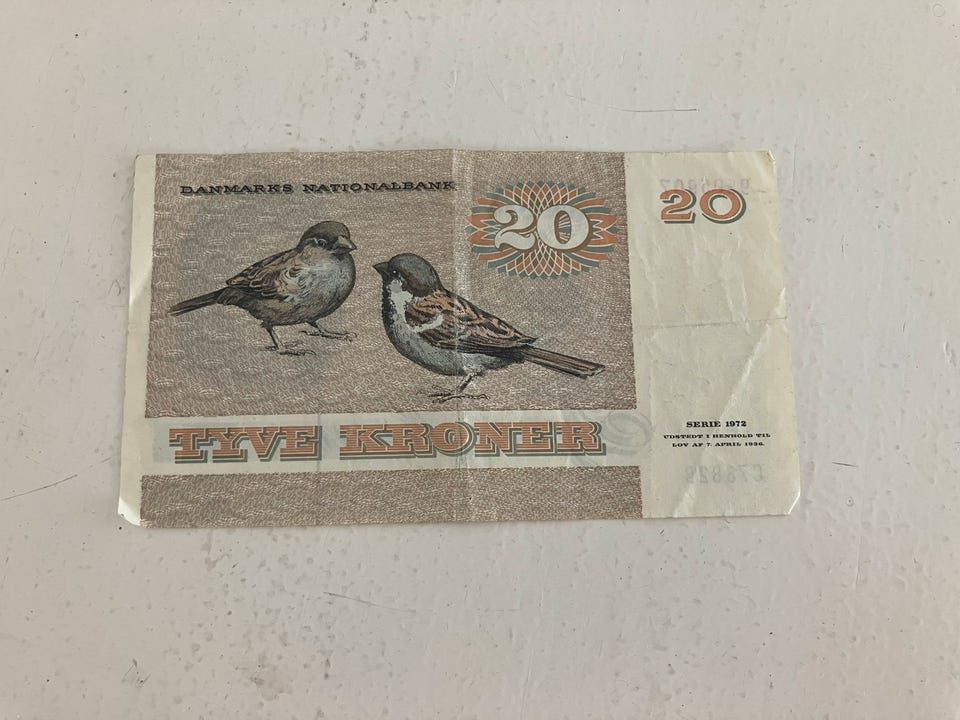 DANMARKS NATIONALBANK
20
20
TYVE KRONER
SERIE 1972
UDSTEDT I HENHOLD TIL
LOV AF 7. APRIL 1936.